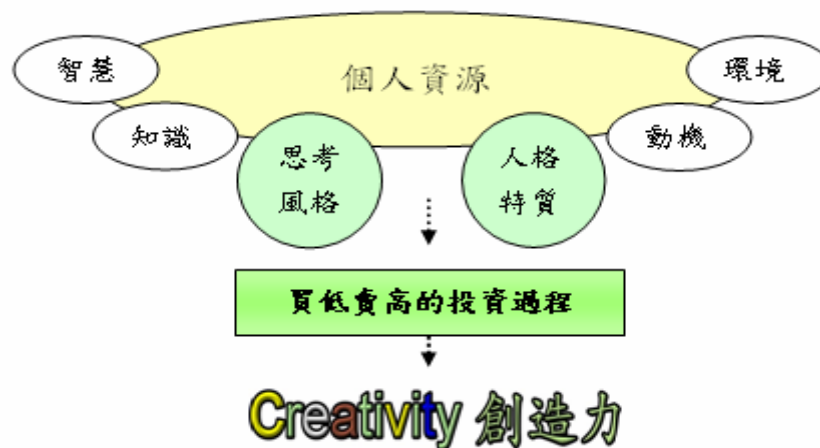 個人資源
智慧
環境
知識
動機
思考
風格
人格
特質
買低賣高的投資過程
Creativity 創造力